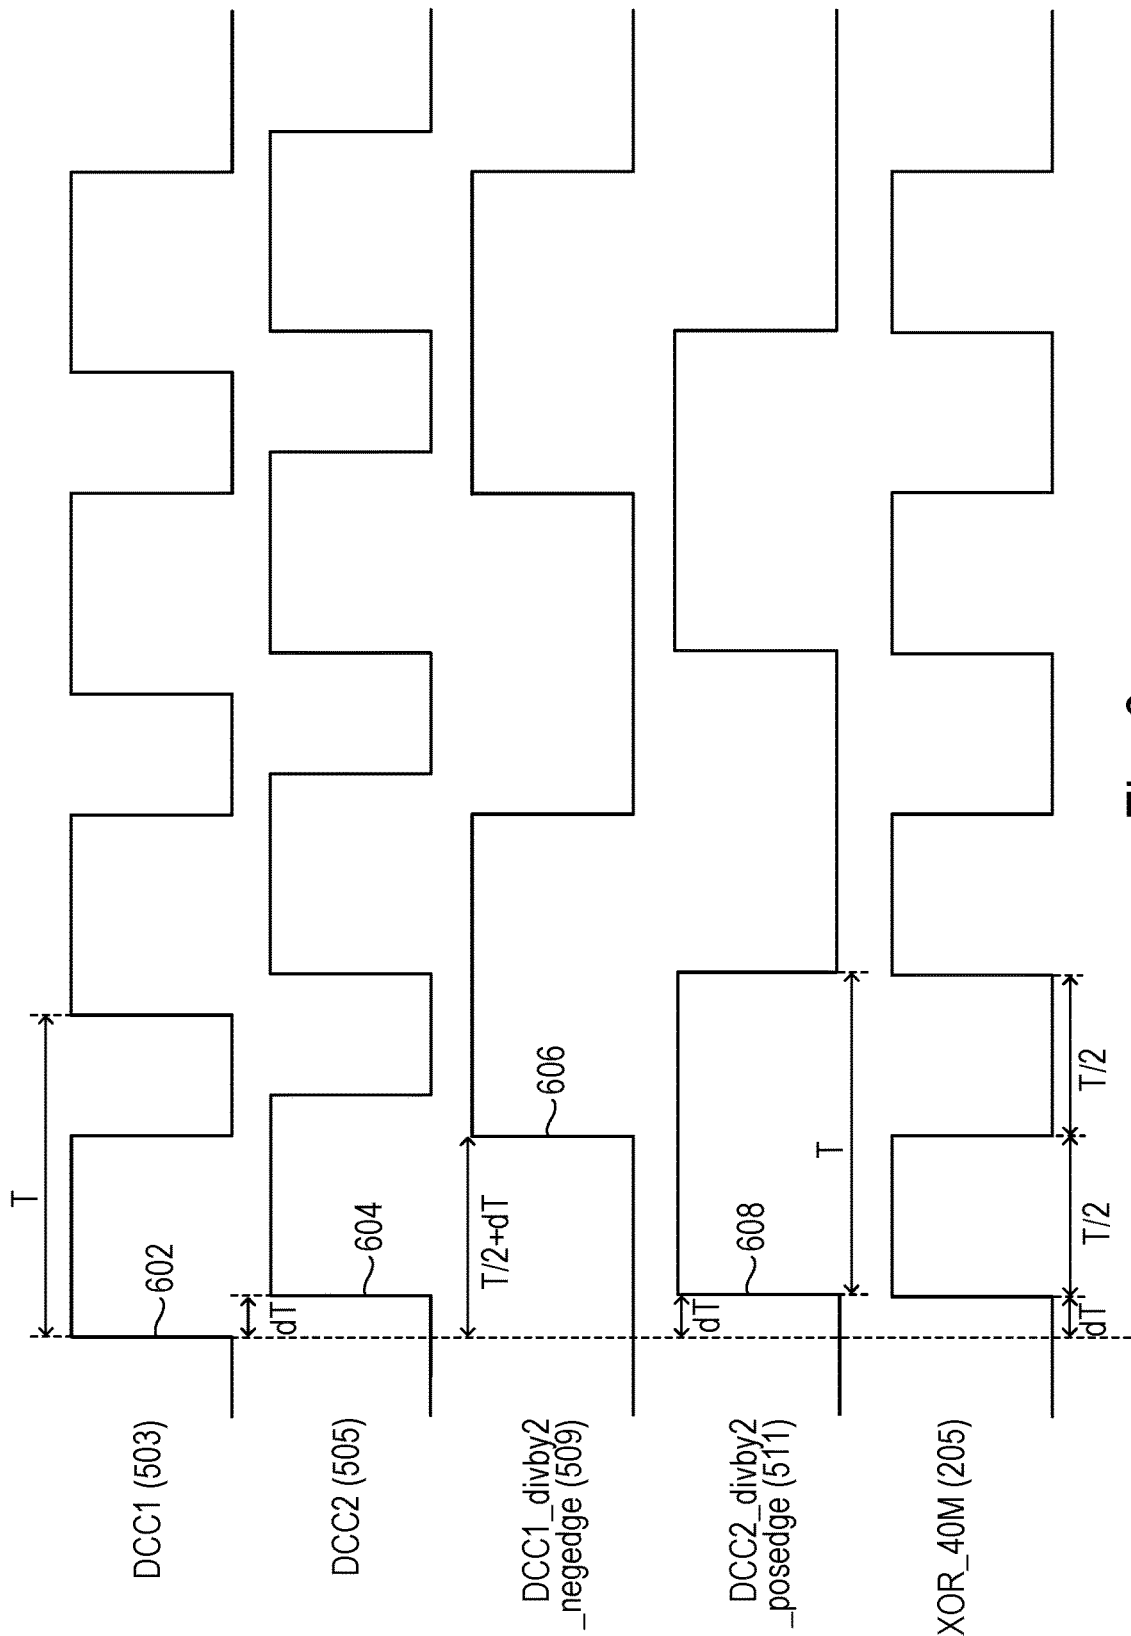 DCC1 (503)
T
602
DCC2 (505)
dT
604
DCC1_divby2
_negedge (509)
T/2+dT
606
DCC2_divby2
_posedge (511)
dT
608
T
XOR_40M (205)
dT
T/2
T/2